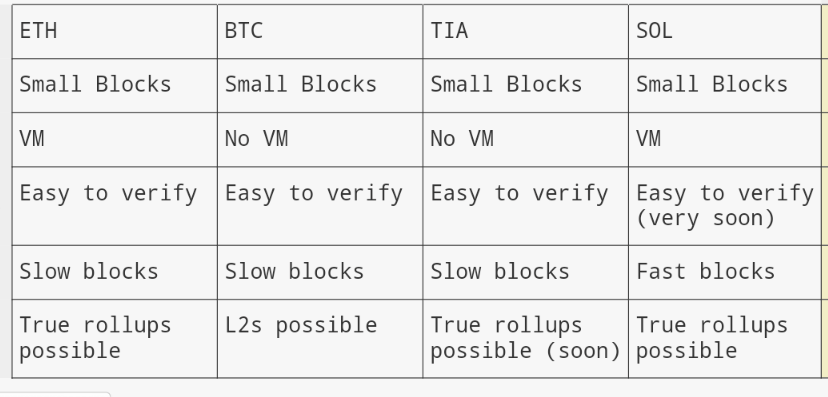 ETH BTC TIA SOL
Small Blocks Small Blocks Small Blocks Small Blocks
VM No VM No VM VM
Easy to verify Easy to verify Easy to verify Easy to verify
(very soon)
Slow blocks Slow blocks Slow blocks Fast blocks
True rollups L2s possible True rollups True rollups
possible possible (soon) possible